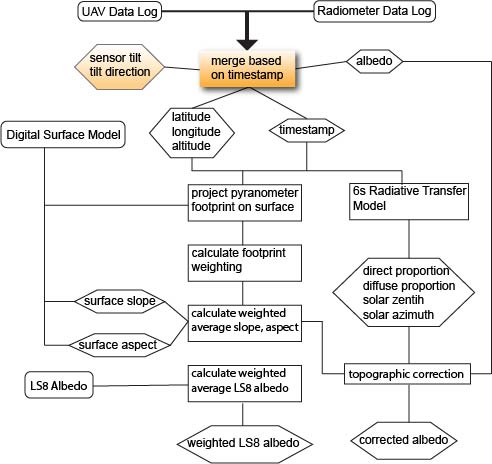 UAV Data Log
Radiometer Data Log
sensor tilt
tilt direction
merge based
on timestamp
albedo
latitude
longitude
altitude
timestamp
Digital Surface Model
project pyranometer
footprint on surface
6s Radiative Transfer
Model
calculate footprint
weighting
direct proportion
diffuse proportion
solar zentih
solar azimuth
surface slope
calculate weighted
average slope, aspect
surface aspect
LS8 Albedo
calculate weighted
average LS8 albedo
topographic correction
weighted LS8 albedo
corrected albedo